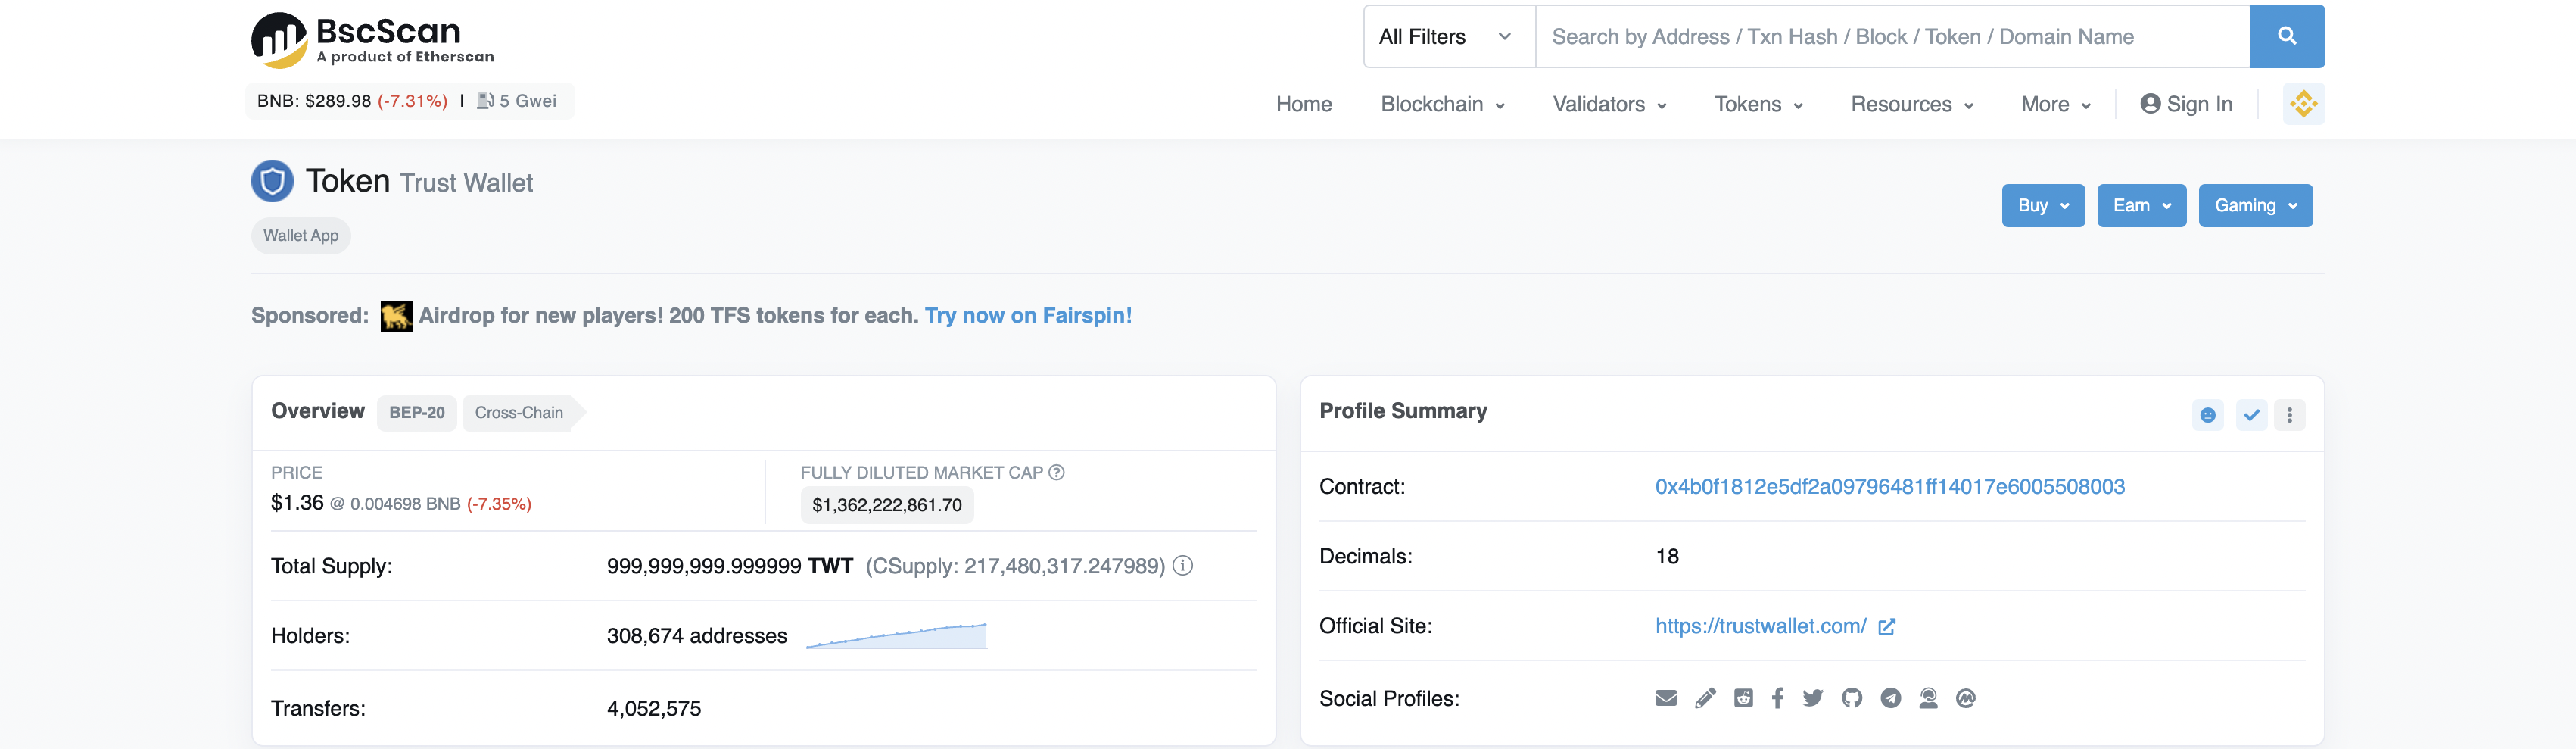 BscScan
A product of Etherscan
All Filters
Search by Address / Txn Hash / Block / Token / Domain Name
BNB: $289.98 (-7.31%) | 5 Gwei
Home Blockchain Validators Tokens Resources More Sign In
Token Trust Wallet
Wallet App
Buy Earn Gaming
Sponsored: Airdrop for new players! 200 TFS tokens for each. Try now on Fairspin!
Overview BEP-20 Cross-Chain
PRICE
$1.36 @ 0.004698 BNB (-7.35%)
FULLY DILUTED MARKET CAP
$1,362,222,861.70
Total Supply: 999,999,999.999999 TWT (CSupply: 217,480,317.247989)
Holders: 308,674 addresses
Transfers: 4,052,575
Profile Summary
Contract: 0x4b0f1812e5df2a09796481ff14017e6005508003
Decimals: 18
Official Site: https://trustwallet.com/
Social Profiles: